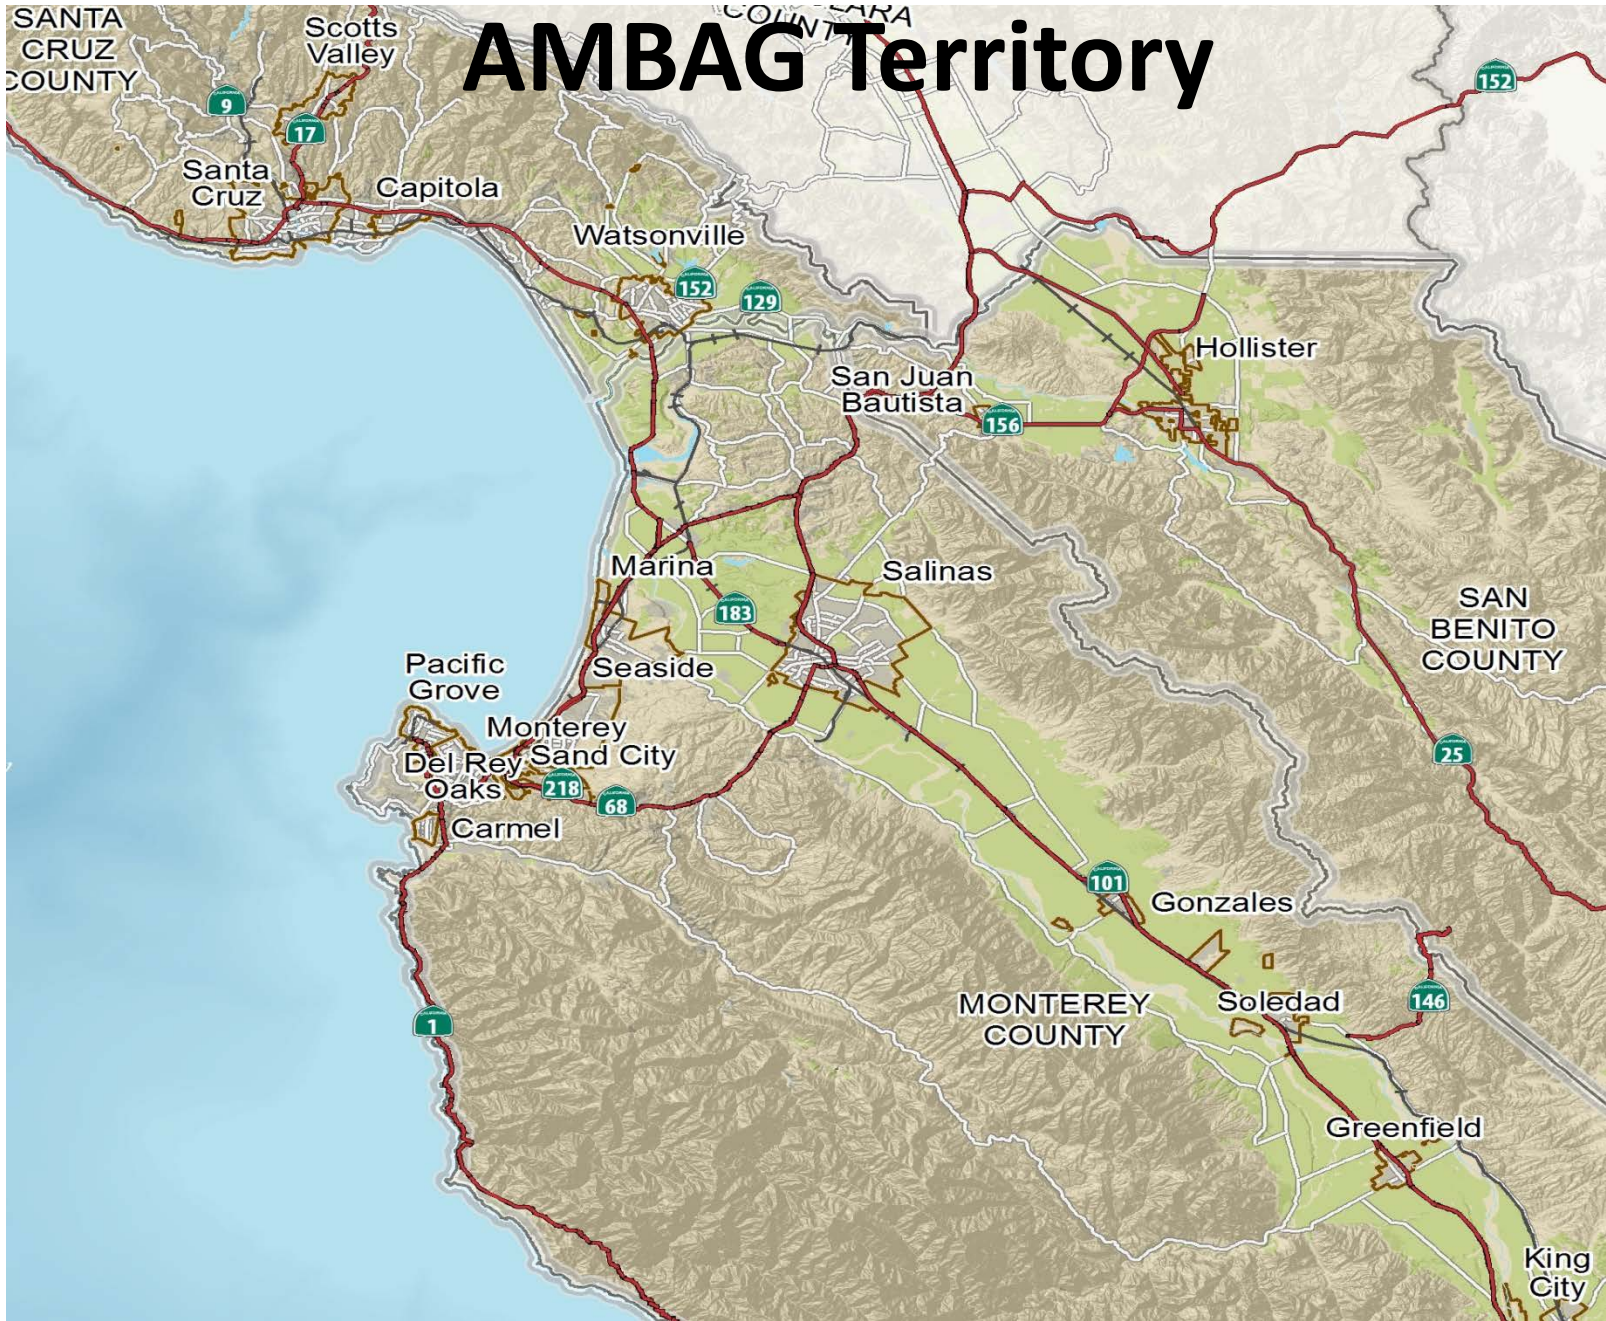 AMBAG Territory
SANTA
CRUZ
COUNTY
Scotts
Valley
CLARA
COUNTY
152
9
17
Santa
Cruz
Capitola
Watsonville
152
129
Hollister
San Juan
Bautista
156
Marina
Salinas
183
SAN
BENITO
COUNTY
Seaside
Pacific
Grove
Monterey
Sand City
Del Rey
Oaks
218
68
25
Carmel
101
Gonzales
MONTEREY
COUNTY
Soledad
146
1
Greenfield
King
City